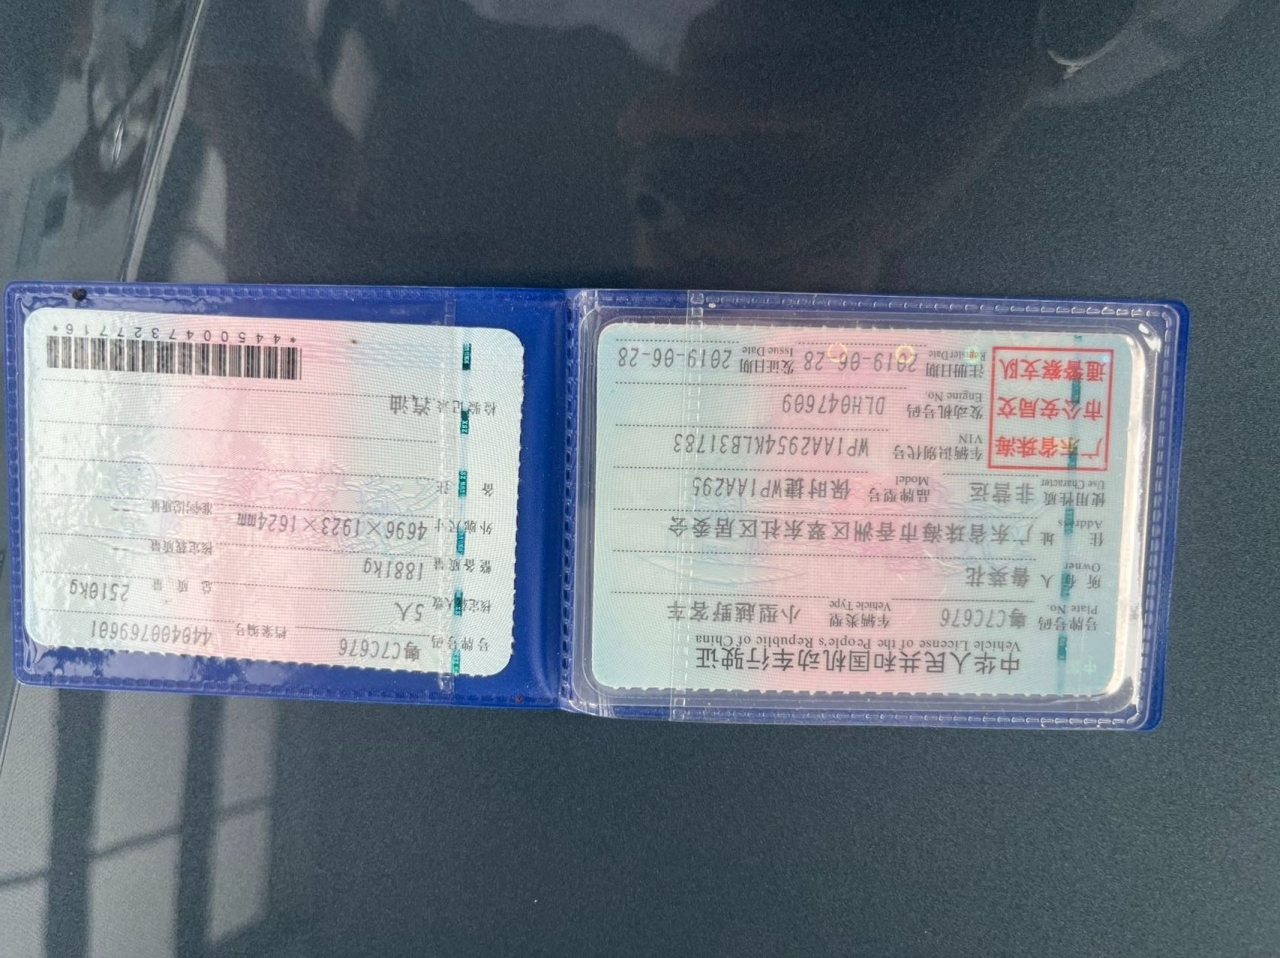 中华人民共和国机动车行驶证
Vehicle License of the People's Republic of China
号牌号码 粤C7C676 车辆类型 小型越野客车
Plate No. Vehicle Type
所有人 鲁英花
Owner
住址 广东省珠海市香洲区翠东社区居委会
Address
使用性质 非营运 品牌型号 保时捷WP1AA295
Use Character Model
广东省珠海
市公安局交
通警察支队
车辆识别代号 WP1AA2954KLB31783
VIN
发动机号码 DLH047609
Engine No.
注册日期 2019-06-28 发证日期 2019-06-28
Register Date Issue Date
号牌号码 粤C7C676 档案编号 440400769601
核定载人数 5人 总质量 2510kg
整备质量 1881kg 核定载质量 --
外廓尺寸 4696×1923×1624mm 准牵引总质量 --
备注
检验记录 汽油
*4450047327716*